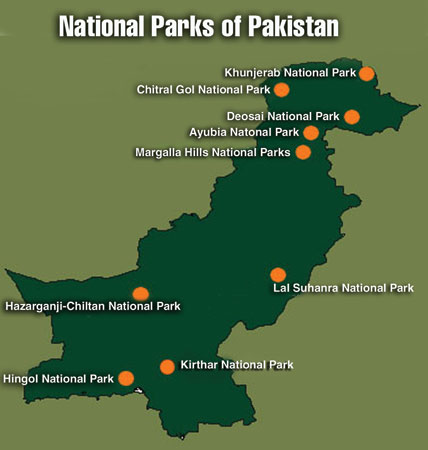 National Parks of Pakistan
Khunjerab National Park
Chitral Gol National Park
Deosai National Park
Ayubia Natonal Park
Margalla Hills National Parks
Lal Suhanra National Park
Hazarganji-Chiltan National Park
Kirthar National Park
Hingol National Park